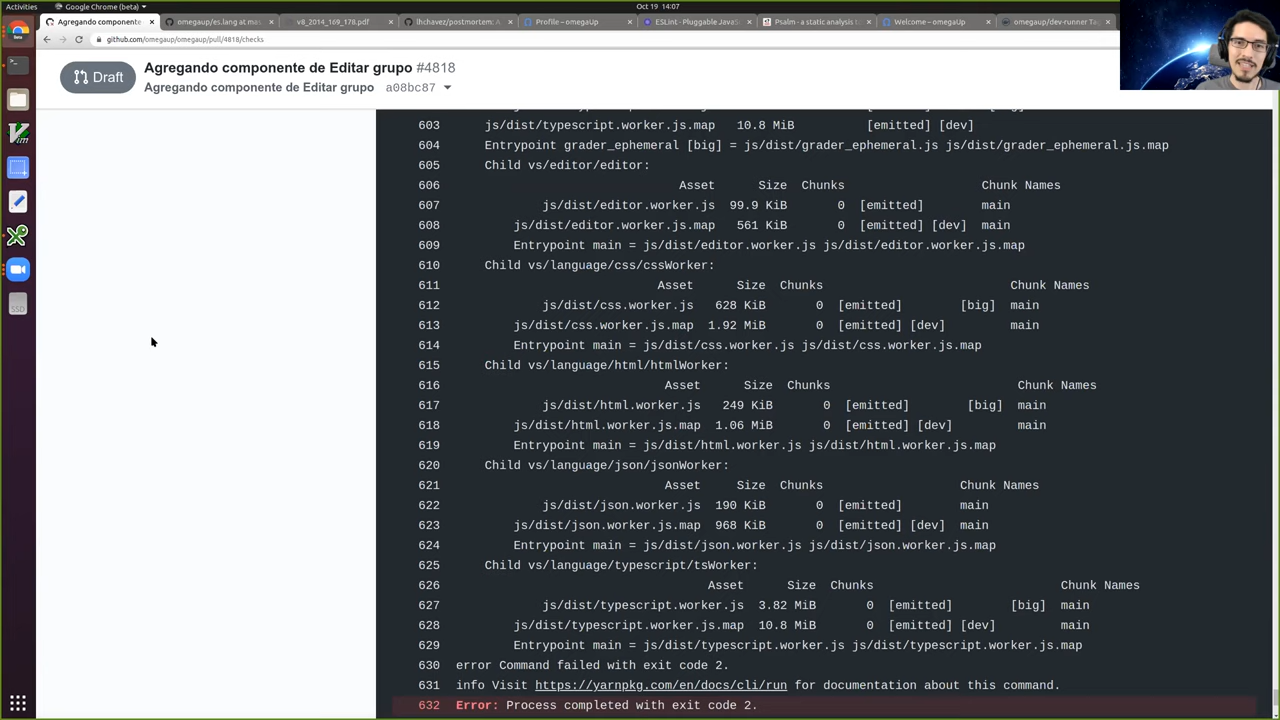 Activities
Google Chrome (beta)
Oct 19 14:07
Agregando componente
omegaup/es.lang at mas
v8_2014_169_178.pdf
lhchavez/postmortem: A
Profile – omegaUp
ESLint - Pluggable JavaS
Psalm - a static analysis t
Welcome – omegaUp
omegaup/dev-runner Ta
github.com/omegaup/omegaup/pull/4818/checks
Draft
Agregando componente de Editar grupo #4818
Agregando componente de Editar grupo a08bc87
603 js/dist/typescript.worker.js.map 10.8 MiB [emitted] [dev]
604 Entrypoint grader_ephemeral [big] = js/dist/grader_ephemeral.js js/dist/grader_ephemeral.js.map
605 Child vs/editor/editor:
606 Asset Size Chunks Chunk Names
607 js/dist/editor.worker.js 99.9 KiB 0 [emitted] main
608 js/dist/editor.worker.js.map 561 KiB 0 [emitted] [dev] main
609 Entrypoint main = js/dist/editor.worker.js js/dist/editor.worker.js.map
610 Child vs/language/css/cssWorker:
611 Asset Size Chunks Chunk Names
612 js/dist/css.worker.js 628 KiB 0 [emitted] [big] main
613 js/dist/css.worker.js.map 1.92 MiB 0 [emitted] [dev] main
614 Entrypoint main = js/dist/css.worker.js js/dist/css.worker.js.map
615 Child vs/language/html/htmlWorker:
616 Asset Size Chunks Chunk Names
617 js/dist/html.worker.js 249 KiB 0 [emitted] [big] main
618 js/dist/html.worker.js.map 1.06 MiB 0 [emitted] [dev] main
619 Entrypoint main = js/dist/html.worker.js js/dist/html.worker.js.map
620 Child vs/language/json/jsonWorker:
621 Asset Size Chunks Chunk Names
622 js/dist/json.worker.js 190 KiB 0 [emitted] main
623 js/dist/json.worker.js.map 968 KiB 0 [emitted] [dev] main
624 Entrypoint main = js/dist/json.worker.js js/dist/json.worker.js.map
625 Child vs/language/typescript/tsWorker:
626 Asset Size Chunks Chunk Names
627 js/dist/typescript.worker.js 3.82 MiB 0 [emitted] [big] main
628 js/dist/typescript.worker.js.map 10.8 MiB 0 [emitted] [dev] main
629 Entrypoint main = js/dist/typescript.worker.js js/dist/typescript.worker.js.map
630 error Command failed with exit code 2.
631 info Visit https://yarnpkg.com/en/docs/cli/run for documentation about this command.
632 Error: Process completed with exit code 2.